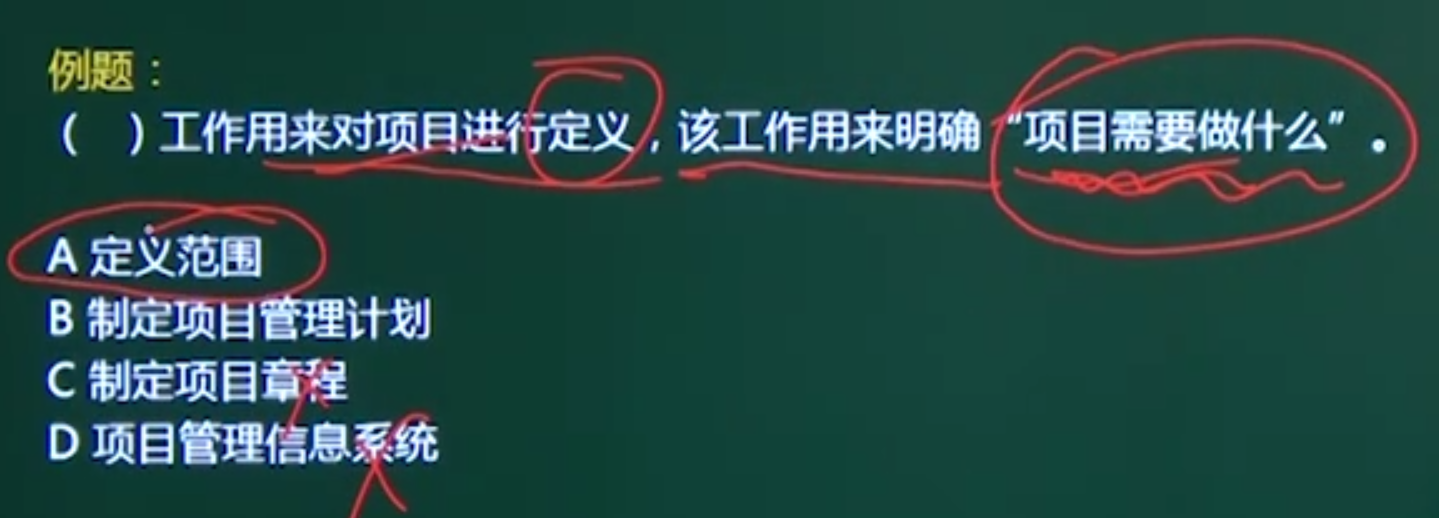 例题：
（ ）工作用来对项目进行定义，该工作用来明确“项目需要做什么”。
A 定义范围
B 制定项目管理计划
C 制定项目章程
D 项目管理信息系统